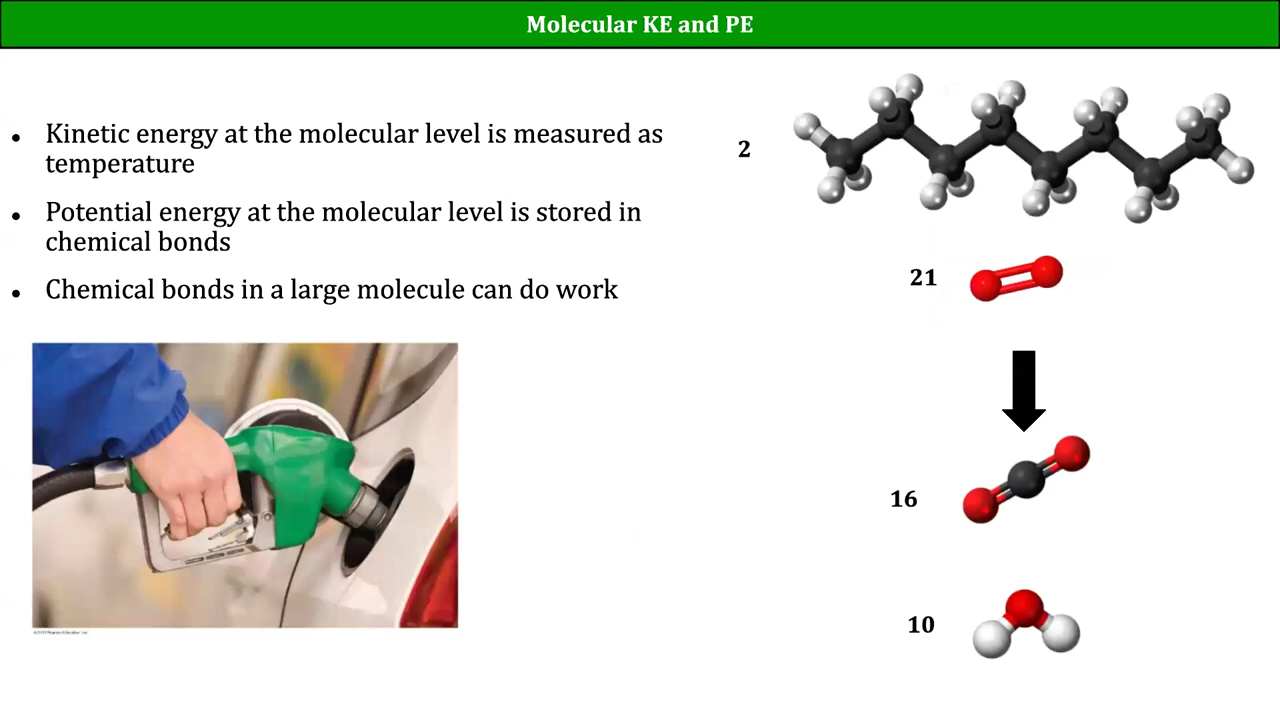 Molecular KE and PE
Kinetic energy at the molecular level is measured as
temperature
Potential energy at the molecular level is stored in
chemical bonds
Chemical bonds in a large molecule can do work
2
21
16
10